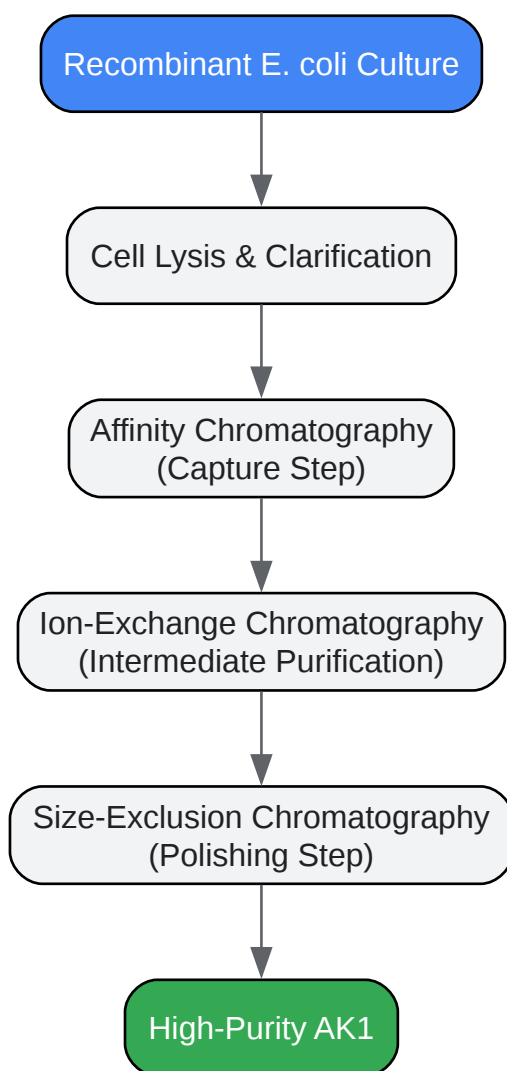 Recombinant E. coli Culture
Cell Lysis & Clarification
Affinity Chromatography
(Capture Step)
Ion-Exchange Chromatography
(Intermediate Purification)
Size-Exclusion Chromatography
(Polishing Step)
High-Purity AK1